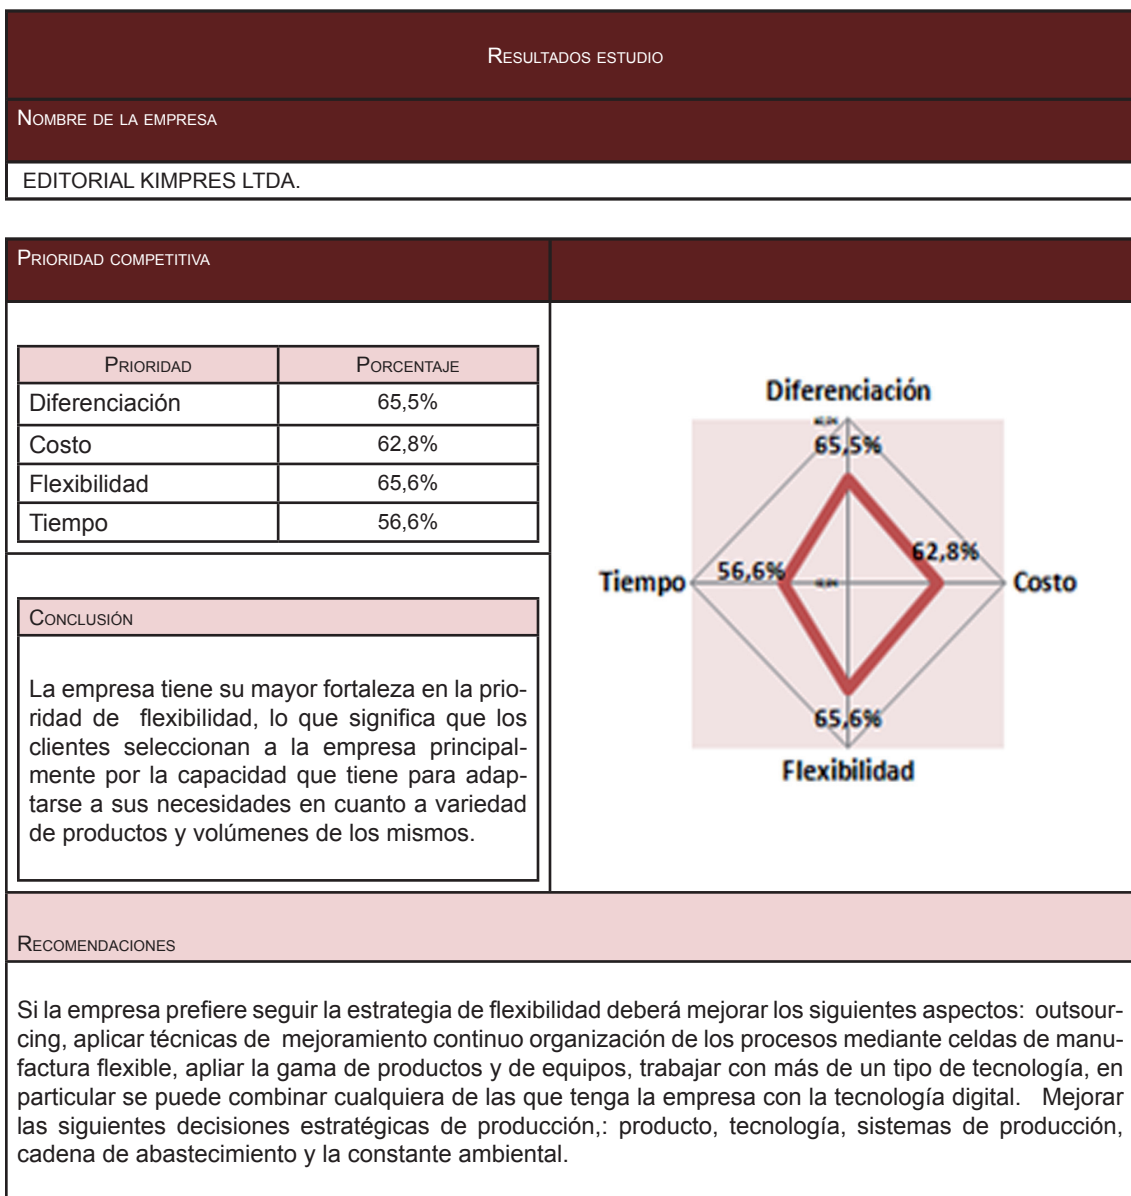 Resultados estudio
Nombre de la empresa
EDITORIAL KIMPRES LTDA.
Prioridad competitiva
Prioridad Porcentaje
Diferenciación 65,5%
Costo 62,8%
Flexibilidad 65,6%
Tiempo 56,6%
Conclusión
La empresa tiene su mayor fortaleza en la prio-
ridad de flexibilidad, lo que significa que los
clientes seleccionan a la empresa principal-
mente por la capacidad que tiene para adap-
tarse a sus necesidades en cuanto a variedad
de productos y volúmenes de los mismos.
Diferenciación
65,5%
62,8%
Tiempo 56,6% Costo
65,6%
Flexibilidad
Recomendaciones
Si la empresa prefiere seguir la estrategia de flexibilidad deberá mejorar los siguientes aspectos: outsour-
cing, aplicar técnicas de mejoramiento continuo organización de los procesos mediante celdas de manu-
factura flexible, apliar la gama de productos y de equipos, trabajar con más de un tipo de tecnología, en
particular se puede combinar cualquiera de las que tenga la empresa con la tecnología digital. Mejorar
las siguientes decisiones estratégicas de producción,: producto, tecnología, sistemas de producción,
cadena de abastecimiento y la constante ambiental.